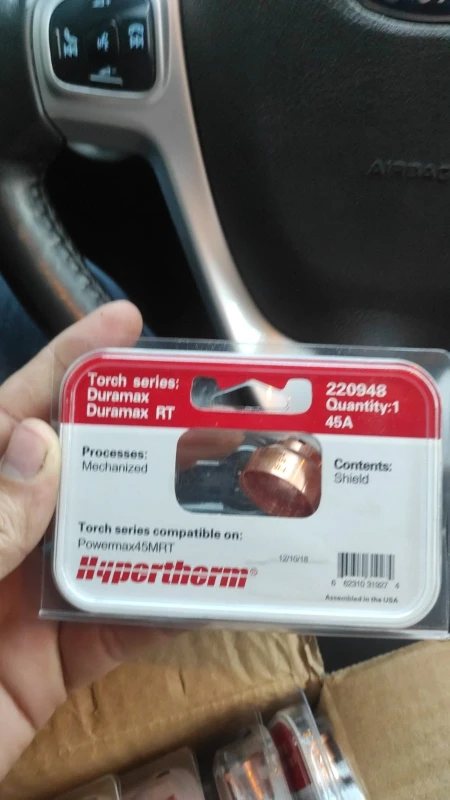 AIRBAG
Torch series:
Duramax
Duramax RT
220948
Quantity:1
45A
Processes:
Mechanized
Contents:
Shield
Torch series compatible on:
Powermax45MRT
Hypertherm®
12/10/18
Assembled in the USA